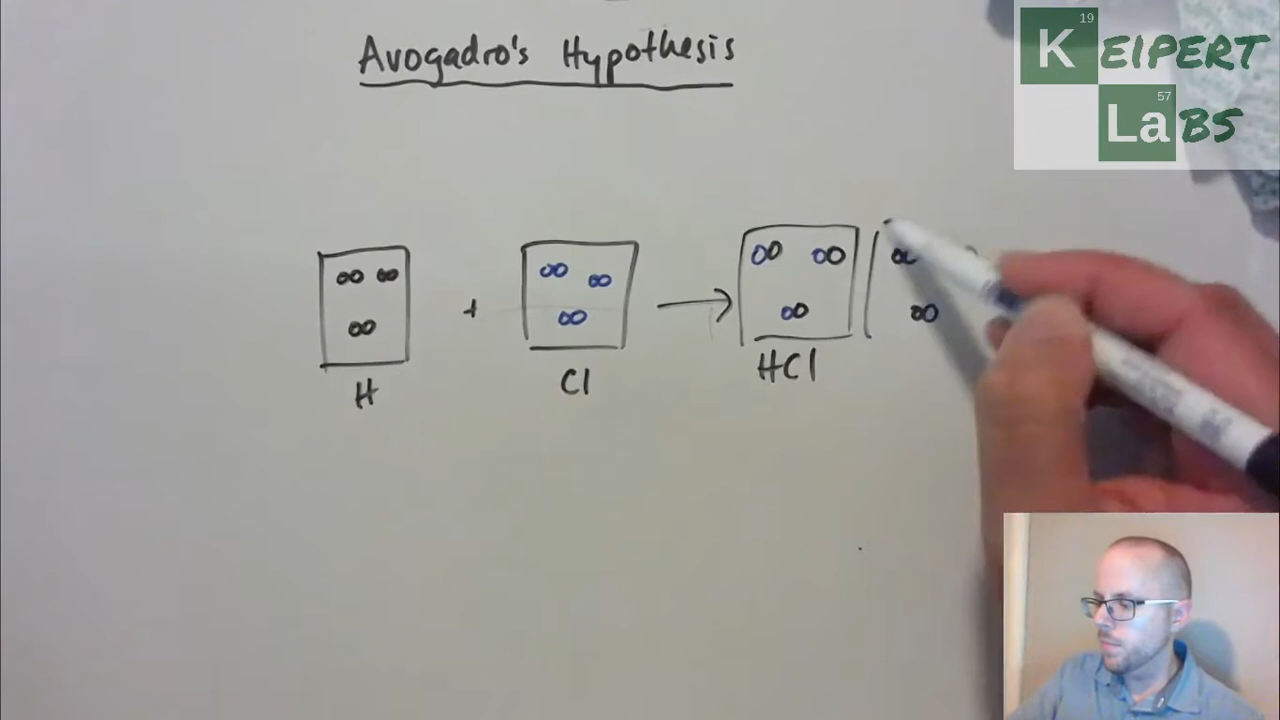 Avogadro's Hypothesis
19
KEIPERT
57
LaBS
+
H
Cl
HCl